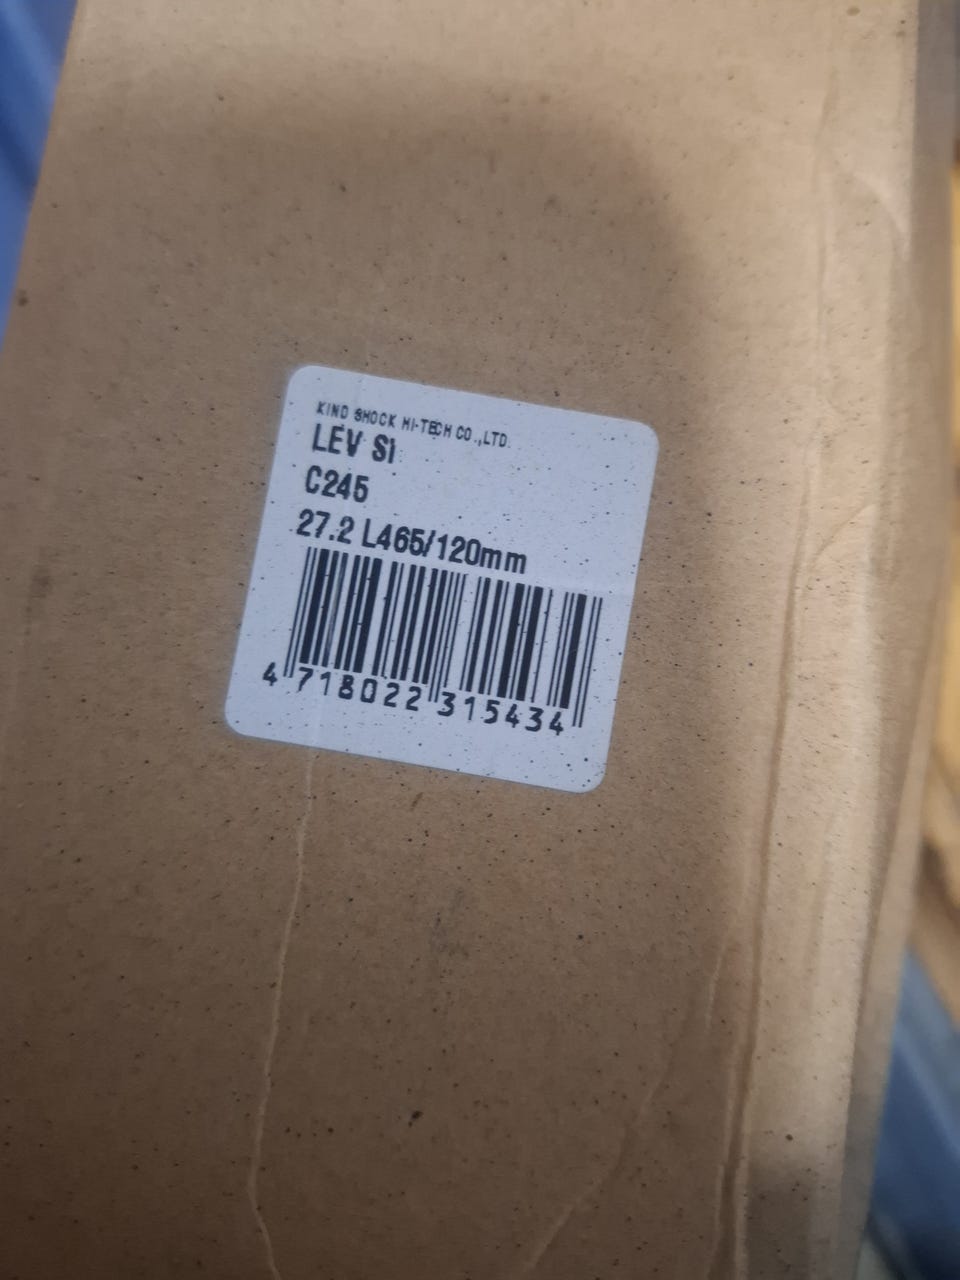 KIND SHOCK HI-TECH CO.,LTD.
LEV Si
C245
27.2 L465/120mm
4 718022 315434